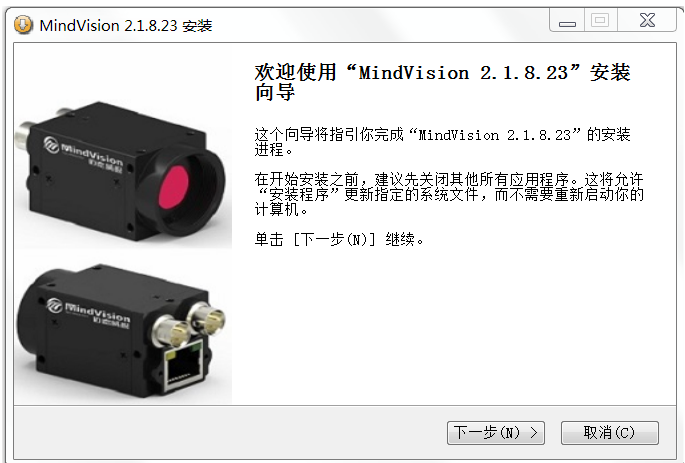 MindVision 2.1.8.23 安装
欢迎使用“MindVision 2.1.8.23”安装
向导
这个向导将指引你完成“MindVision 2.1.8.23”的安装
进程。
在开始安装之前，建议先关闭其他所有应用程序。这将允许
“安装程序”更新指定的系统文件，而不需要重新启动你的
计算机。
单击 [下一步(N)] 继续。
MindVision
MindVision
下一步(N) >
取消(C)